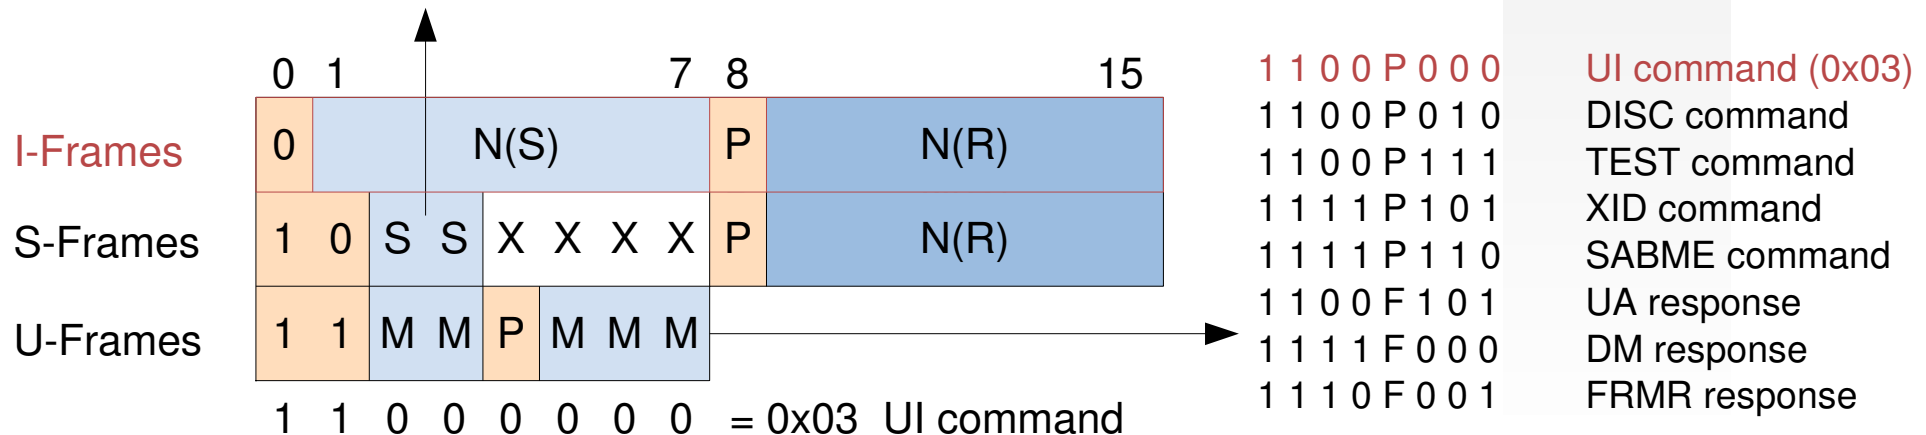 0 1 7 8 15
I-Frames 0 N(S) P N(R)
S-Frames 1 0 S S X X X X P N(R)
U-Frames 1 1 M M P M M M
1 1 0 0 0 0 0 0 = 0x03 UI command
1 1 0 0 P 0 0 0 UI command (0x03)
1 1 0 0 P 0 1 0 DISC command
1 1 0 0 P 1 1 1 TEST command
1 1 1 1 P 1 0 1 XID command
1 1 1 1 P 1 1 0 SABME command
1 1 0 0 F 1 0 1 UA response
1 1 1 1 F 0 0 0 DM response
1 1 1 0 F 0 0 1 FRMR response